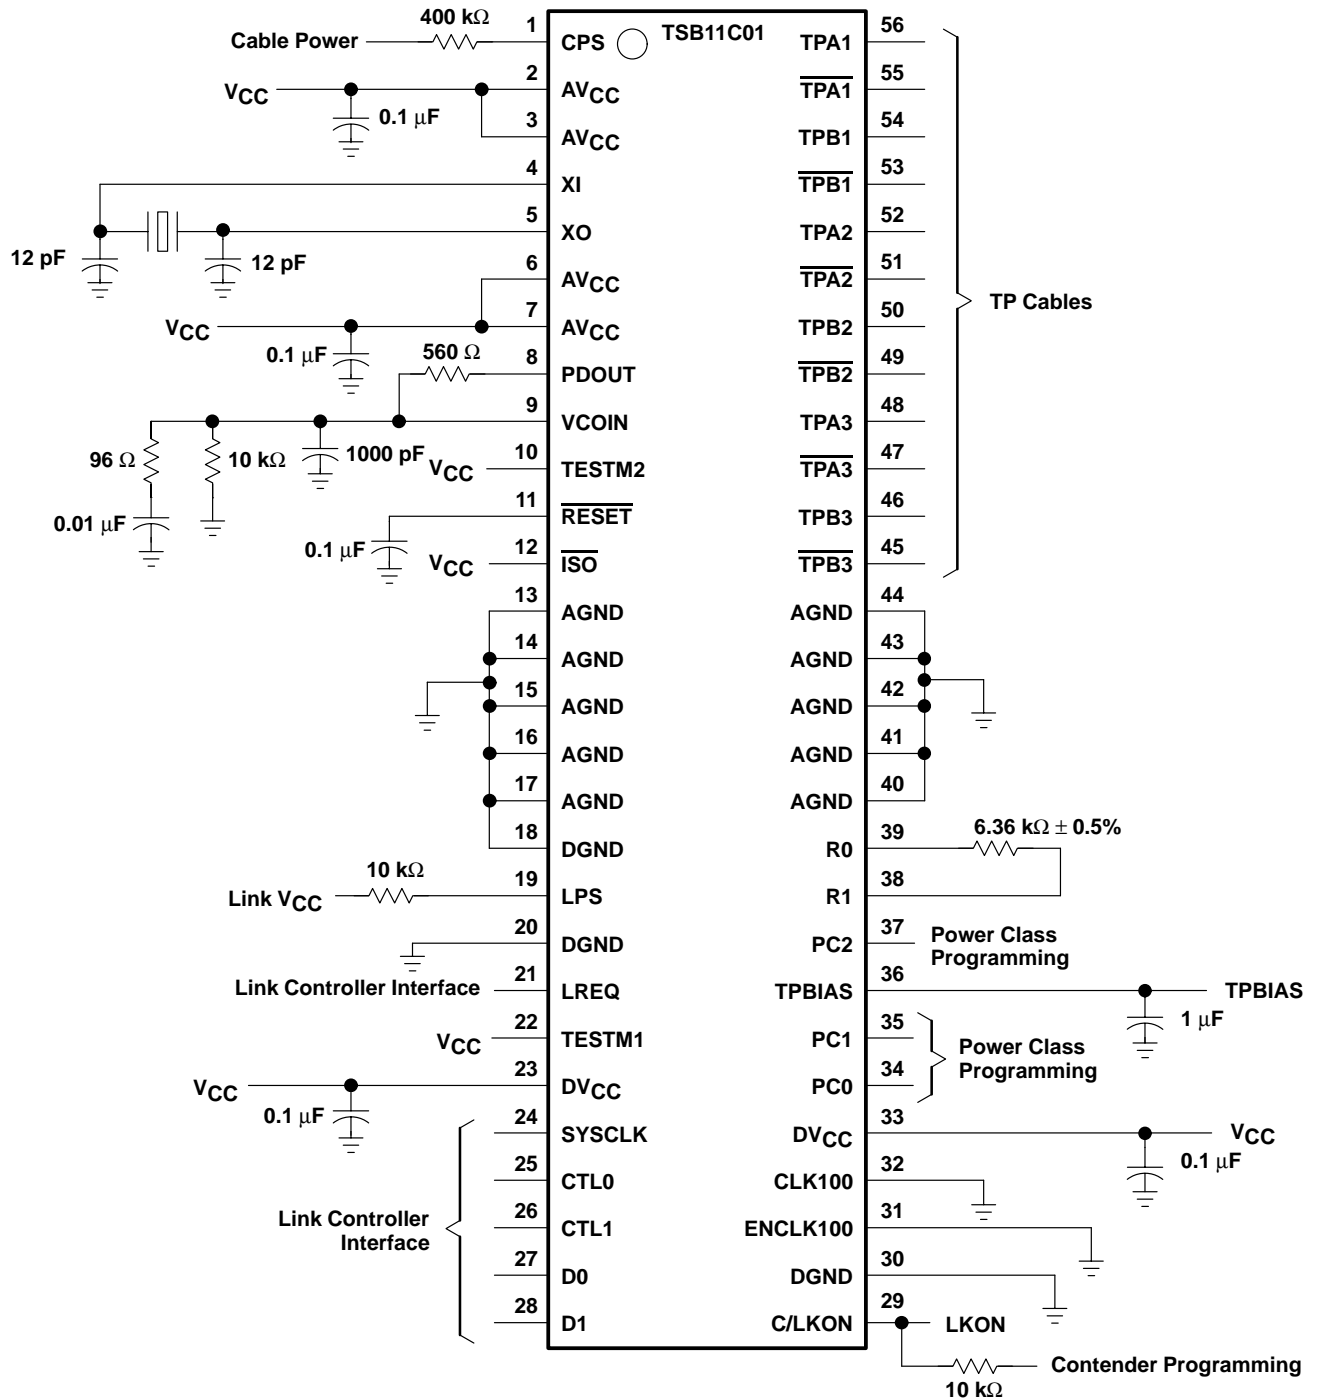 TSB11C01
400 kΩ
Cable Power
1
CPS
2
VCC
AVCC
0.1 μF
3
AVCC
4
XI
5
XO
12 pF
12 pF
6
AVCC
7
VCC
AVCC
0.1 μF
560 Ω
8
PDOUT
9
VCOIN
96 Ω
10 kΩ
1000 pF
10
VCC
TESTM2
0.01 μF
11
RESET
0.1 μF
12
VCC
ISO
13
AGND
14
AGND
15
AGND
16
AGND
17
AGND
18
DGND
10 kΩ
19
Link VCC
LPS
20
DGND
21
Link Controller Interface
LREQ
22
VCC
TESTM1
23
VCC
DVCC
0.1 μF
24
SYSCLK
25
CTL0
26
CTL1
Link Controller
Interface
27
D0
28
D1
56
TPA1
55
TPA1
54
TPB1
53
TPB1
52
TPA2
51
TPA2
50
TPB2
49
TPB2
48
TPA3
47
TPA3
46
TPB3
45
TPB3
TP Cables
44
AGND
43
AGND
42
AGND
41
AGND
40
AGND
39
R0
6.36 kΩ ± 0.5%
38
R1
37
PC2
Power Class
Programming
36
TPBIAS
TPBIAS
1 μF
35
PC1
34
PC0
Power Class
Programming
33
DVCC
VCC
0.1 μF
32
CLK100
31
ENCLK100
30
DGND
29
C/LKON
LKON
Contender Programming
10 kΩ